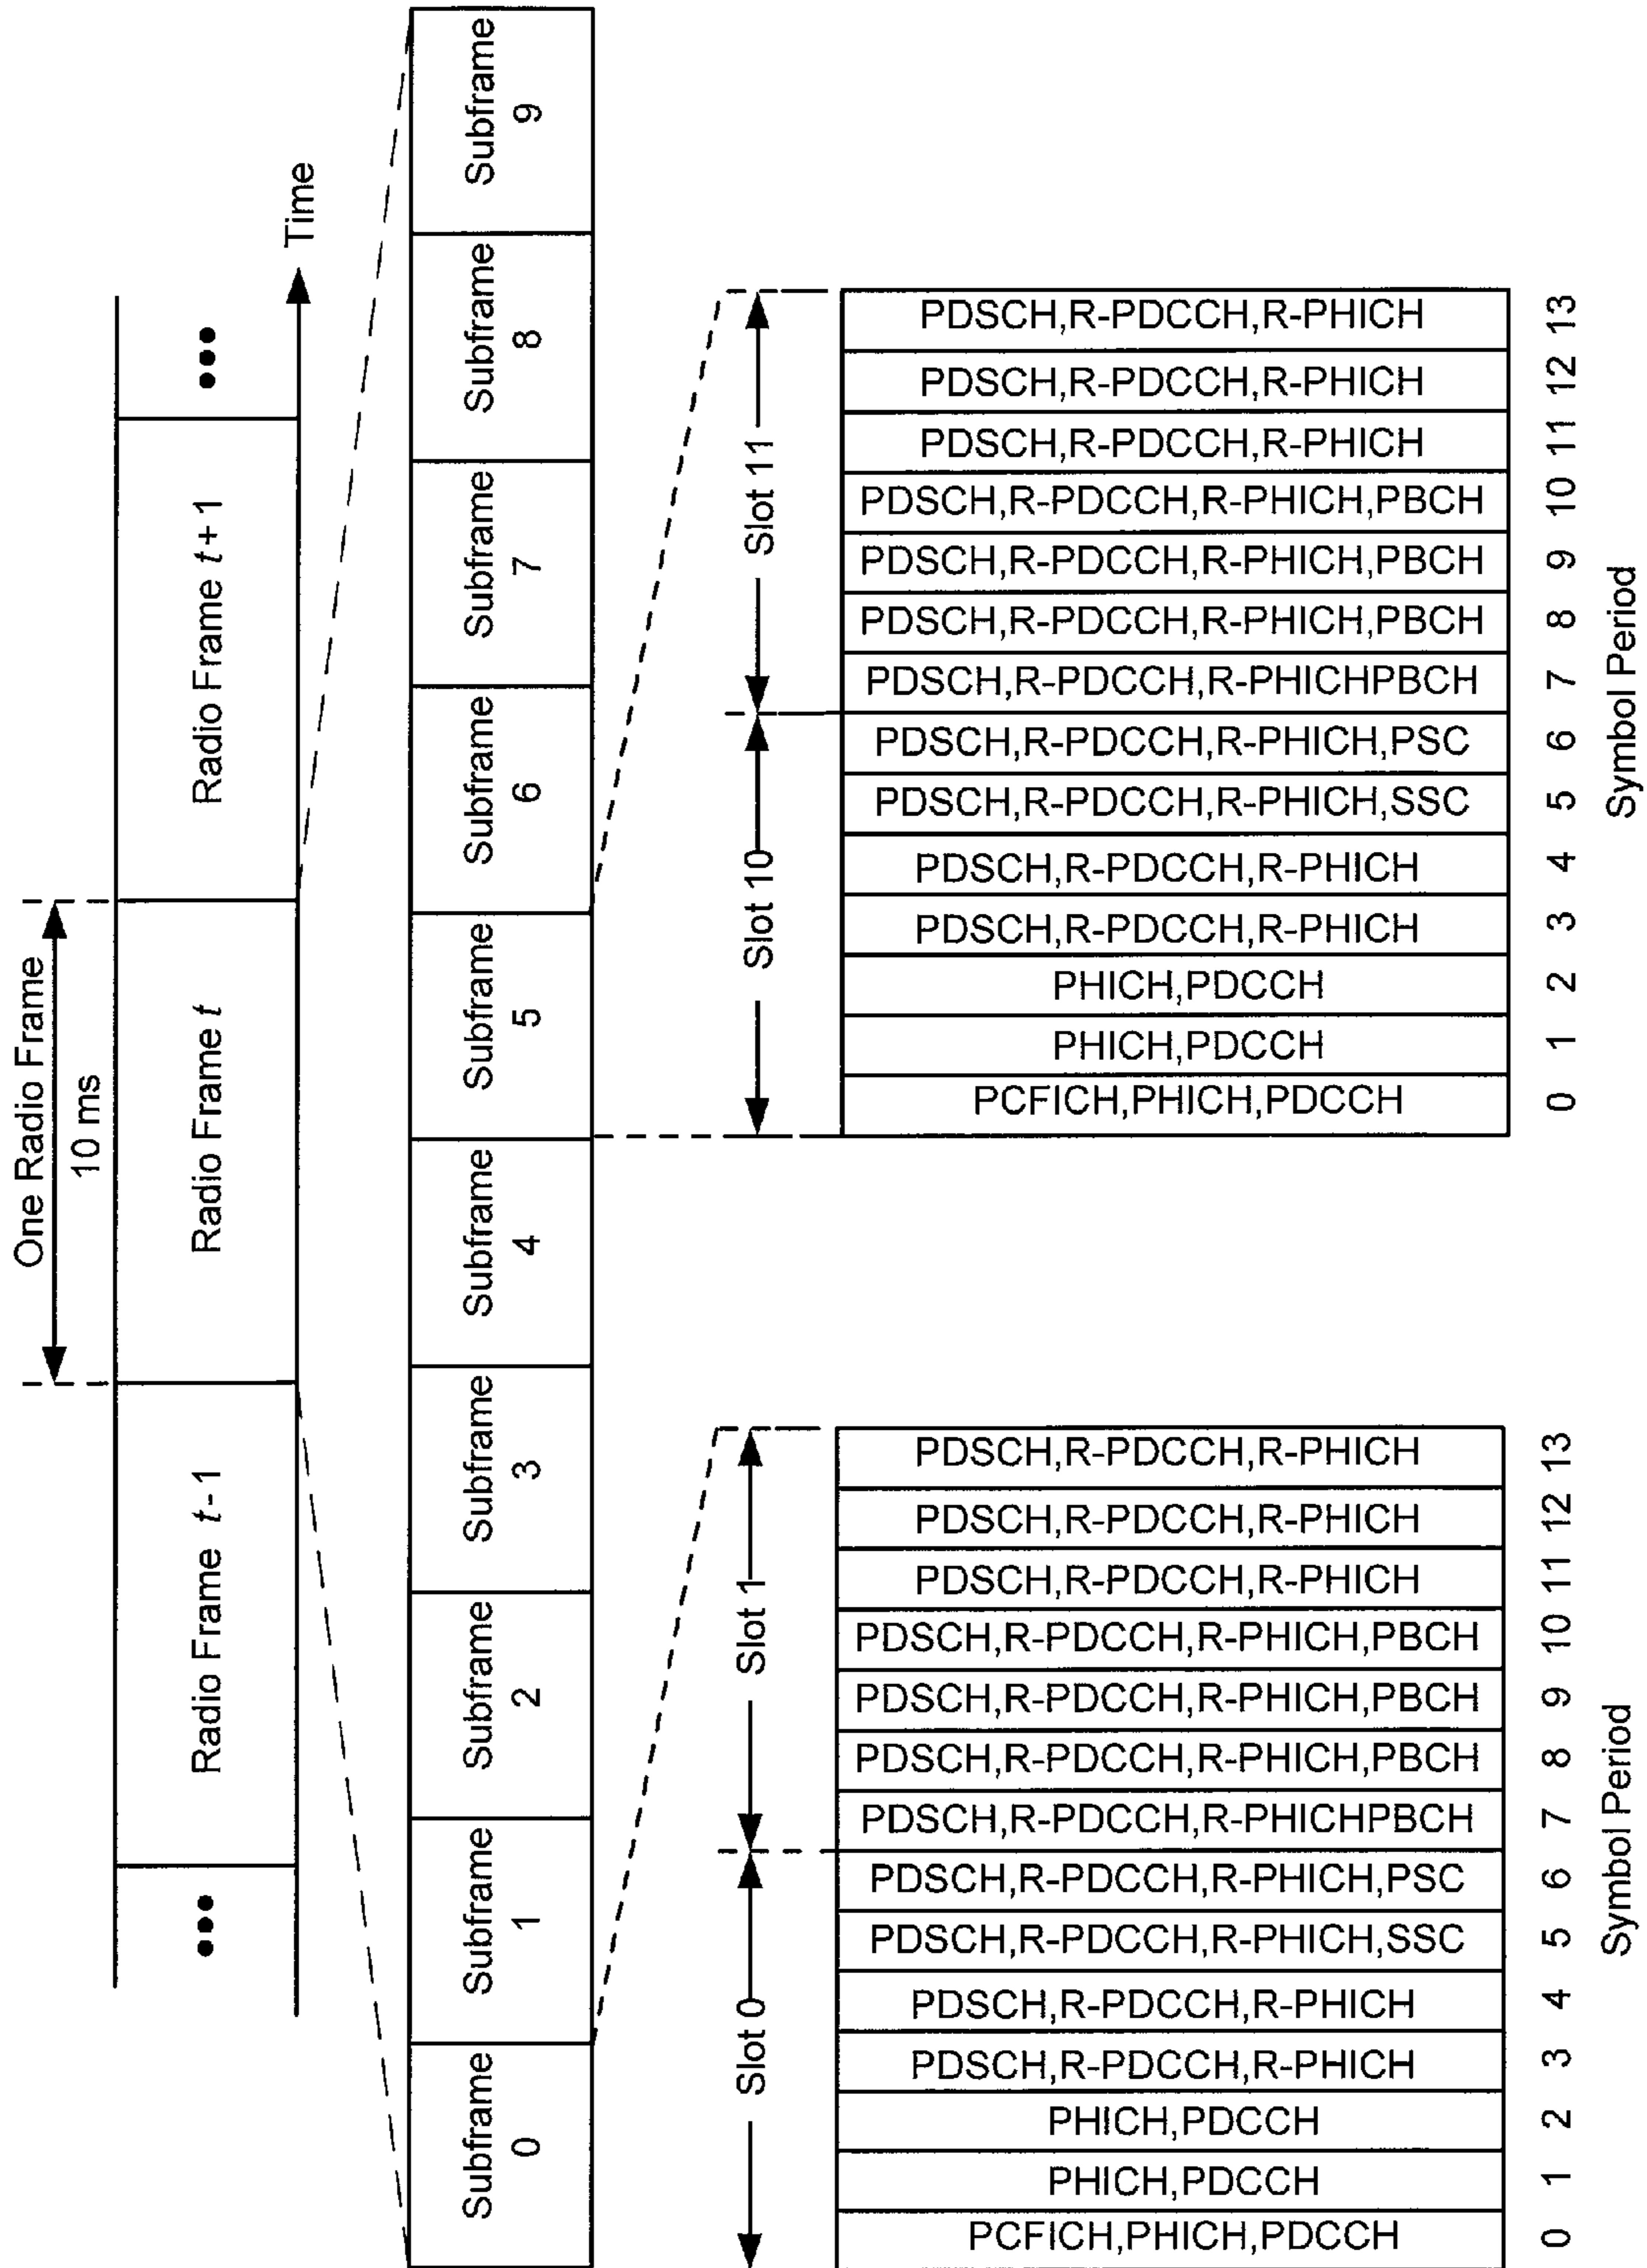 One Radio Frame
10 ms
••• Radio Frame t-1 Radio Frame t Radio Frame t+1 •••
Time
Subframe 0
Subframe 1
Subframe 2
Subframe 3
Subframe 4
Subframe 5
Subframe 6
Subframe 7
Subframe 8
Subframe 9
Slot 0 Slot 1
PCFICH,PHICH,PDCCH
PHICH,PDCCH
PHICH,PDCCH
PDSCH,R-PDCCH,R-PHICH
PDSCH,R-PDCCH,R-PHICH
PDSCH,R-PDCCH,R-PHICH,SSC
PDSCH,R-PDCCH,R-PHICH,PSC
PDSCH,R-PDCCH,R-PHICHPBCH
PDSCH,R-PDCCH,R-PHICH,PBCH
PDSCH,R-PDCCH,R-PHICH,PBCH
PDSCH,R-PDCCH,R-PHICH,PBCH
PDSCH,R-PDCCH,R-PHICH
PDSCH,R-PDCCH,R-PHICH
PDSCH,R-PDCCH,R-PHICH
0 1 2 3 4 5 6 7 8 9 10 11 12 13
Symbol Period
Slot 10 Slot 11
PCFICH,PHICH,PDCCH
PHICH,PDCCH
PHICH,PDCCH
PDSCH,R-PDCCH,R-PHICH
PDSCH,R-PDCCH,R-PHICH
PDSCH,R-PDCCH,R-PHICH,SSC
PDSCH,R-PDCCH,R-PHICH,PSC
PDSCH,R-PDCCH,R-PHICHPBCH
PDSCH,R-PDCCH,R-PHICH,PBCH
PDSCH,R-PDCCH,R-PHICH,PBCH
PDSCH,R-PDCCH,R-PHICH,PBCH
PDSCH,R-PDCCH,R-PHICH
PDSCH,R-PDCCH,R-PHICH
PDSCH,R-PDCCH,R-PHICH
0 1 2 3 4 5 6 7 8 9 10 11 12 13
Symbol Period